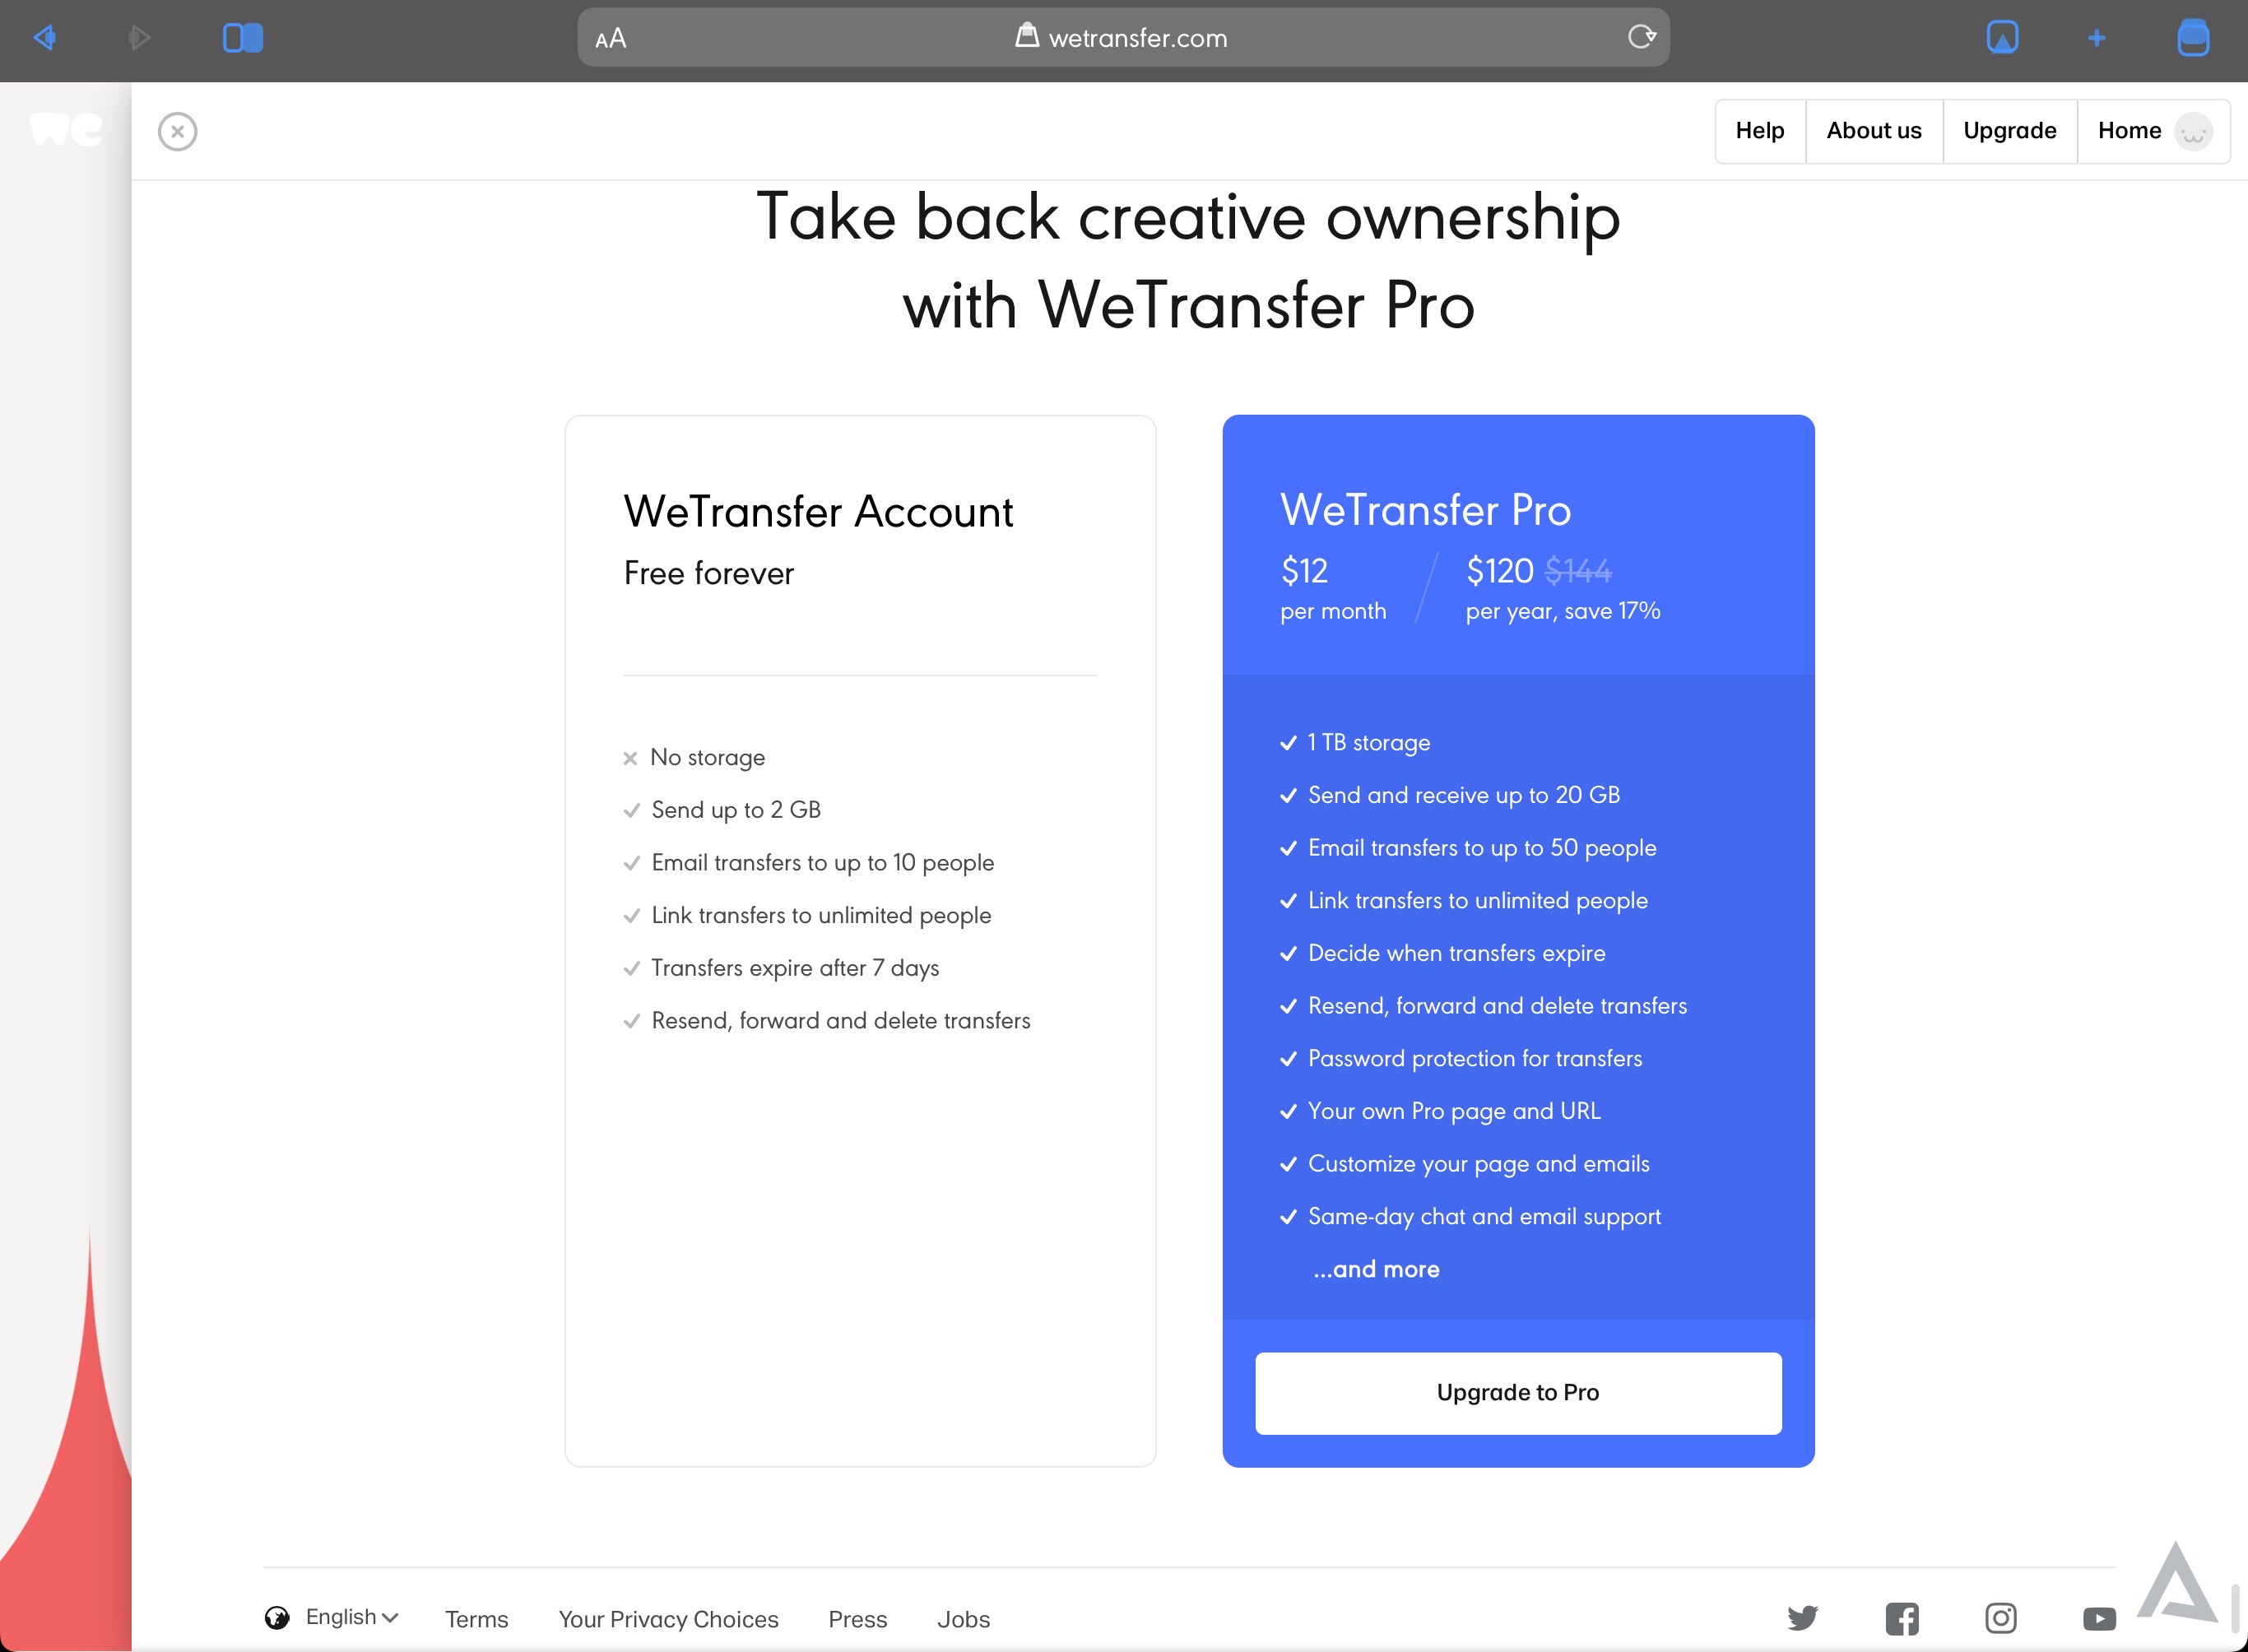 AA
wetransfer.com
we
Help
About us
Upgrade
Home
Take back creative ownership
with WeTransfer Pro
WeTransfer Account
Free forever
No storage
Send up to 2 GB
Email transfers to up to 10 people
Link transfers to unlimited people
Transfers expire after 7 days
Resend, forward and delete transfers
WeTransfer Pro
$12
per month
$120 $144
per year, save 17%
1 TB storage
Send and receive up to 20 GB
Email transfers to up to 50 people
Link transfers to unlimited people
Decide when transfers expire
Resend, forward and delete transfers
Password protection for transfers
Your own Pro page and URL
Customize your page and emails
Same-day chat and email support
...and more
Upgrade to Pro
English
Terms
Your Privacy Choices
Press
Jobs